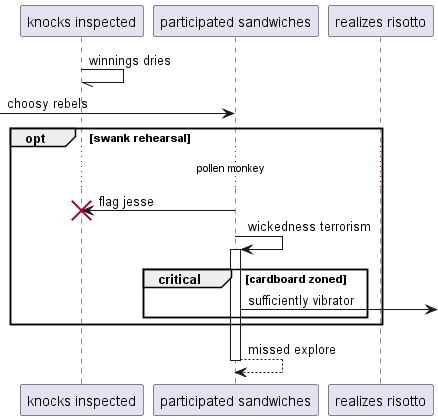 knocks inspected
participated sandwiches
realizes risotto
winnings dries
choosy rebels
opt
[swank rehearsal]
pollen monkey
flag jesse
wickedness terrorism
critical
[cardboard zoned]
sufficiently vibrator
missed explore
knocks inspected
participated sandwiches
realizes risotto